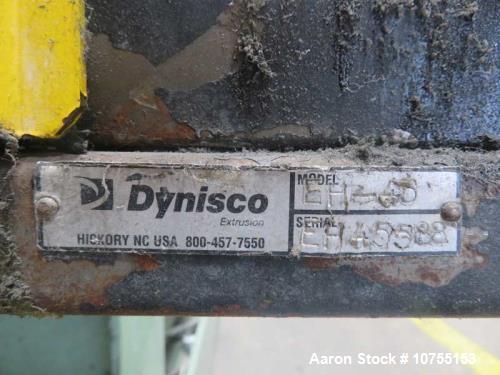 Dynisco
Extrusion
HICKORY NC USA 800-457-7550
MODEL
SERIAL
Aaron Stock # 10755153